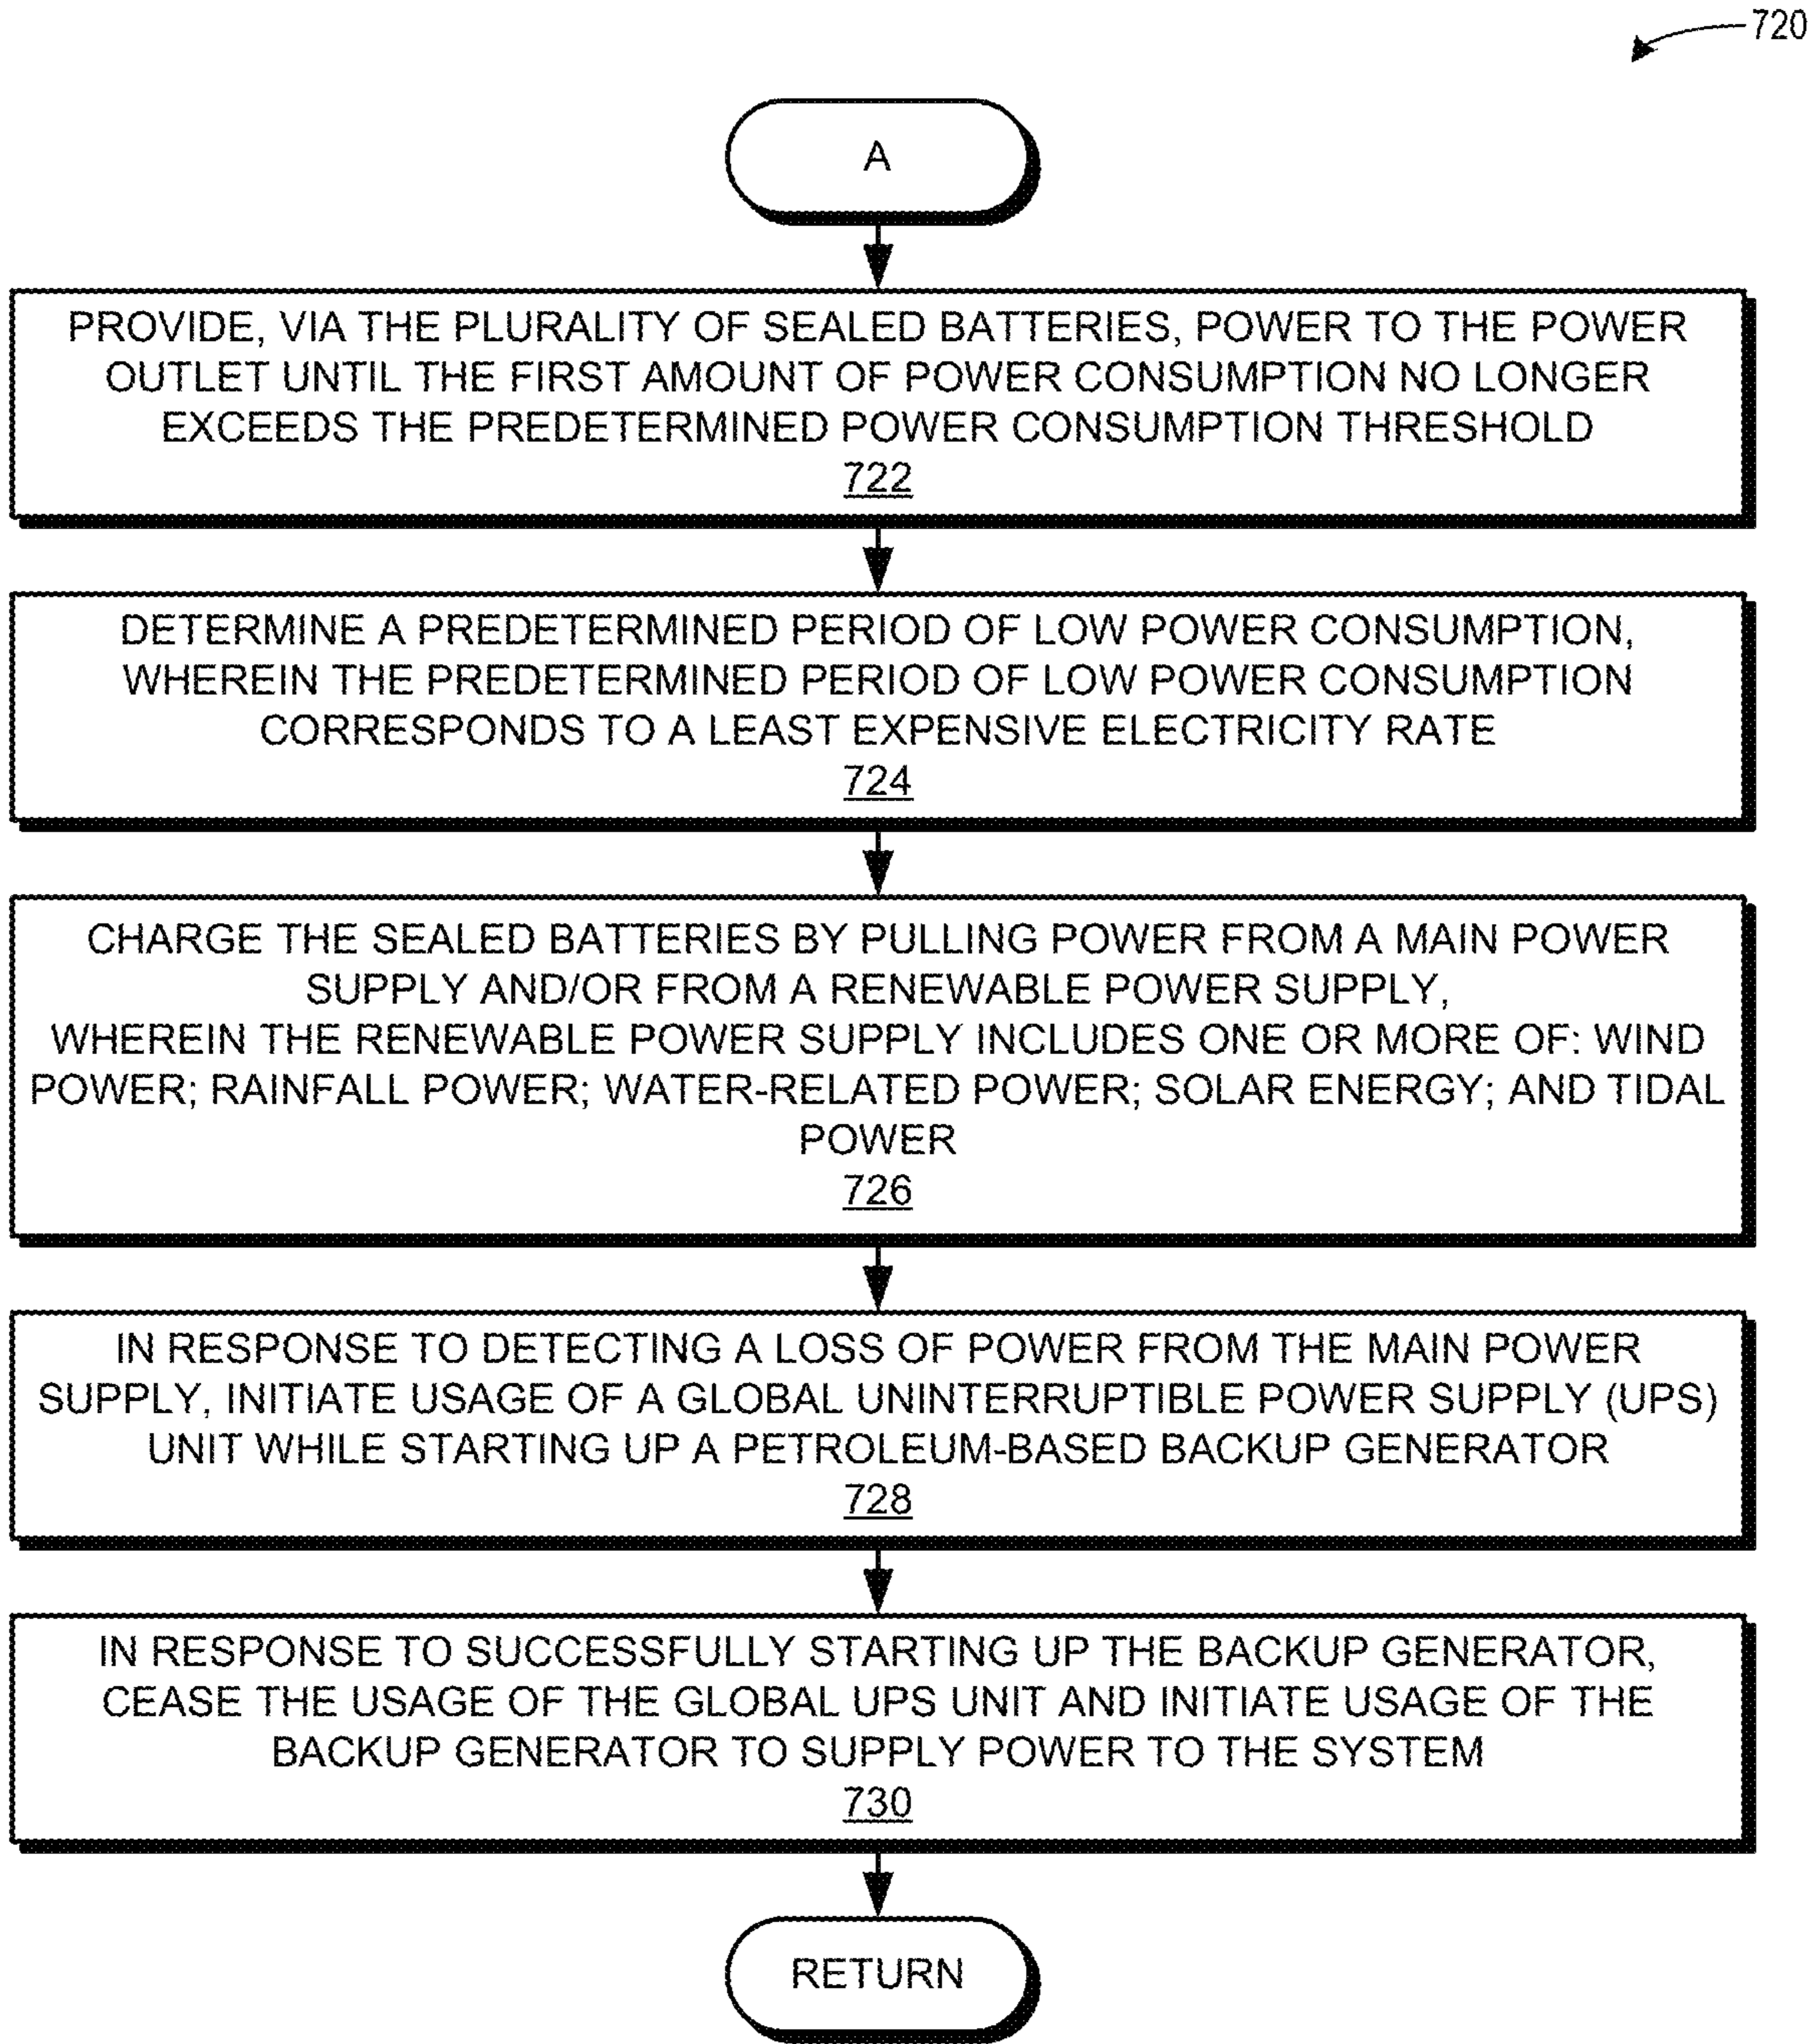 720
A
PROVIDE, VIA THE PLURALITY OF SEALED BATTERIES, POWER TO THE POWER
OUTLET UNTIL THE FIRST AMOUNT OF POWER CONSUMPTION NO LONGER
EXCEEDS THE PREDETERMINED POWER CONSUMPTION THRESHOLD
722
DETERMINE A PREDETERMINED PERIOD OF LOW POWER CONSUMPTION,
WHEREIN THE PREDETERMINED PERIOD OF LOW POWER CONSUMPTION
CORRESPONDS TO A LEAST EXPENSIVE ELECTRICITY RATE
724
CHARGE THE SEALED BATTERIES BY PULLING POWER FROM A MAIN POWER
SUPPLY AND/OR FROM A RENEWABLE POWER SUPPLY,
WHEREIN THE RENEWABLE POWER SUPPLY INCLUDES ONE OR MORE OF: WIND
POWER; RAINFALL POWER; WATER-RELATED POWER; SOLAR ENERGY; AND TIDAL
POWER
726
IN RESPONSE TO DETECTING A LOSS OF POWER FROM THE MAIN POWER
SUPPLY, INITIATE USAGE OF A GLOBAL UNINTERRUPTIBLE POWER SUPPLY (UPS)
UNIT WHILE STARTING UP A PETROLEUM-BASED BACKUP GENERATOR
728
IN RESPONSE TO SUCCESSFULLY STARTING UP THE BACKUP GENERATOR,
CEASE THE USAGE OF THE GLOBAL UPS UNIT AND INITIATE USAGE OF THE
BACKUP GENERATOR TO SUPPLY POWER TO THE SYSTEM
730
RETURN